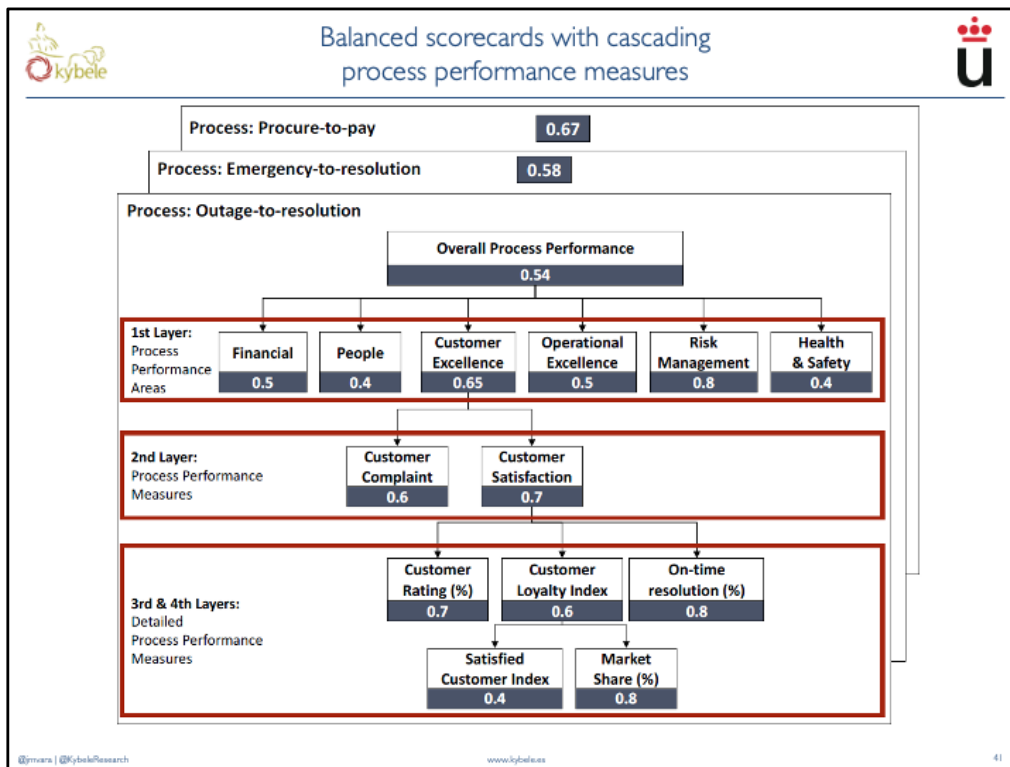 kybele
Balanced scorecards with cascading
process performance measures
u
Process: Procure-to-pay
0.67
Process: Emergency-to-resolution
0.58
Process: Outage-to-resolution
Overall Process Performance
0.54
1st Layer:
Process
Performance
Areas
Financial
0.5
People
0.4
Customer
Excellence
0.65
Operational
Excellence
0.5
Risk
Management
0.8
Health
& Safety
0.4
2nd Layer:
Process Performance
Measures
Customer
Complaint
0.6
Customer
Satisfaction
0.7
3rd & 4th Layers:
Detailed
Process Performance
Measures
Customer
Rating (%)
0.7
Customer
Loyalty Index
0.6
On-time
resolution (%)
0.8
Satisfied
Customer Index
0.4
Market
Share (%)
0.8
@jmvara | @KybeleResearch
www.kybele.es
41